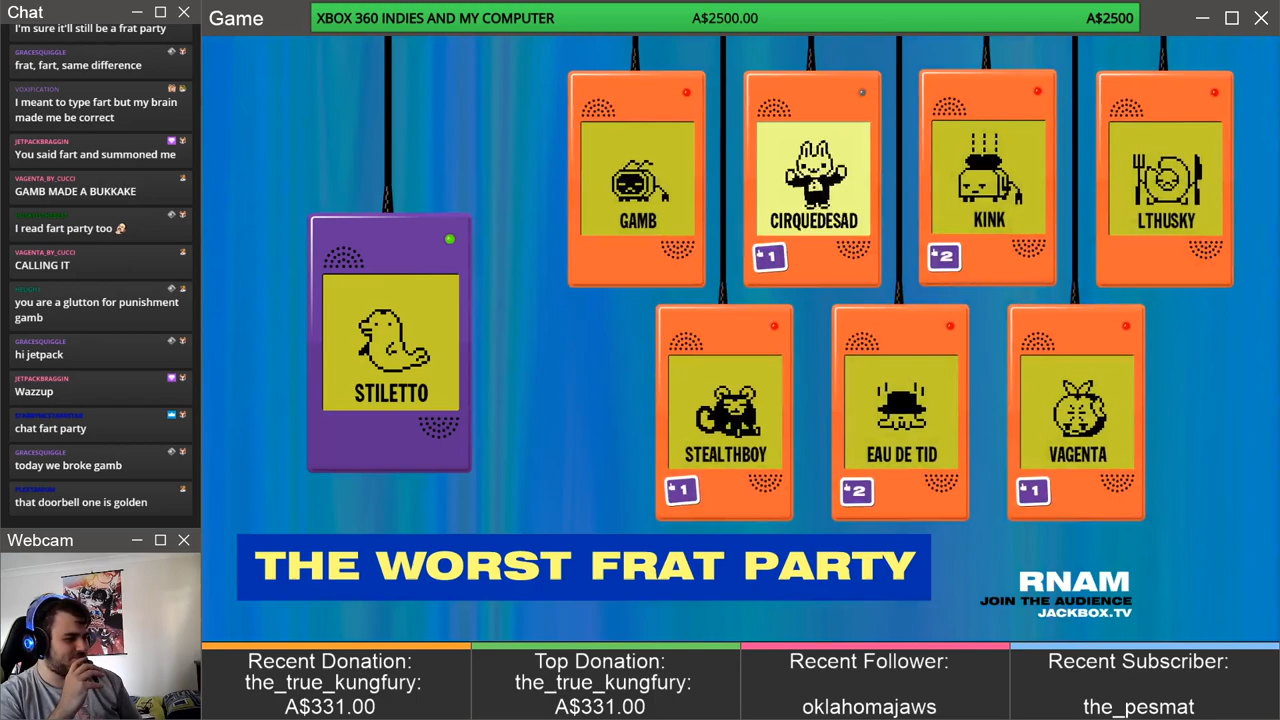 Chat
I'm sure it'll still be a frat party
GRACESQUIGGLE
frat, fart, same difference
VOXIFICATION
I meant to type fart but my brain
made me be correct
JETPACKBRAGGIN
You said fart and summoned me
VAGENTA_BY_CUCCI
GAMB MADE A BUKKAKE
I read fart party too
VAGENTA_BY_CUCCI
CALLING IT
you are a glutton for punishment
gamb
GRACESQUIGGLE
hi jetpack
JETPACKBRAGGIN
Wazzup
chat fart party
GRACESQUIGGLE
today we broke gamb
that doorbell one is golden
Webcam
Game
XBOX 360 INDIES AND MY COMPUTER
A$2500.00
A$2500
GAMB
CIRQUEDESAD
1
KINK
2
LTHUSKY
STILETTO
STEALTHBOY
1
EAU DE TID
2
VAGENTA
1
THE WORST FRAT PARTY
RNAM
JOIN THE AUDIENCE
JACKBOX.TV
Recent Donation:
the_true_kungfury:
A$331.00
Top Donation:
the_true_kungfury:
A$331.00
Recent Follower:
oklahomajaws
Recent Subscriber:
the_pesmat